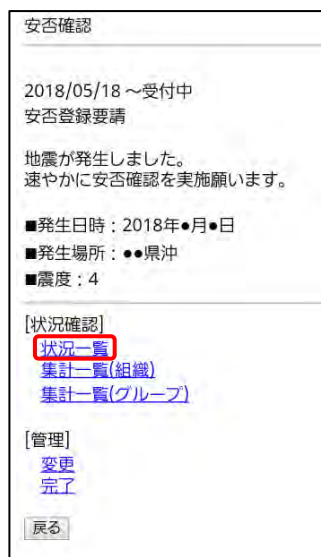 安否確認
2018/05/18 ～受付中
安否登録要請
地震が発生しました。
速やかに安否確認を実施願います。
■発生日時：2018年●月●日
■発生場所：●●県沖
■震度：4
[状況確認]
状況一覧
集計一覧(組織)
集計一覧(グループ)
[管理]
変更
完了
戻る